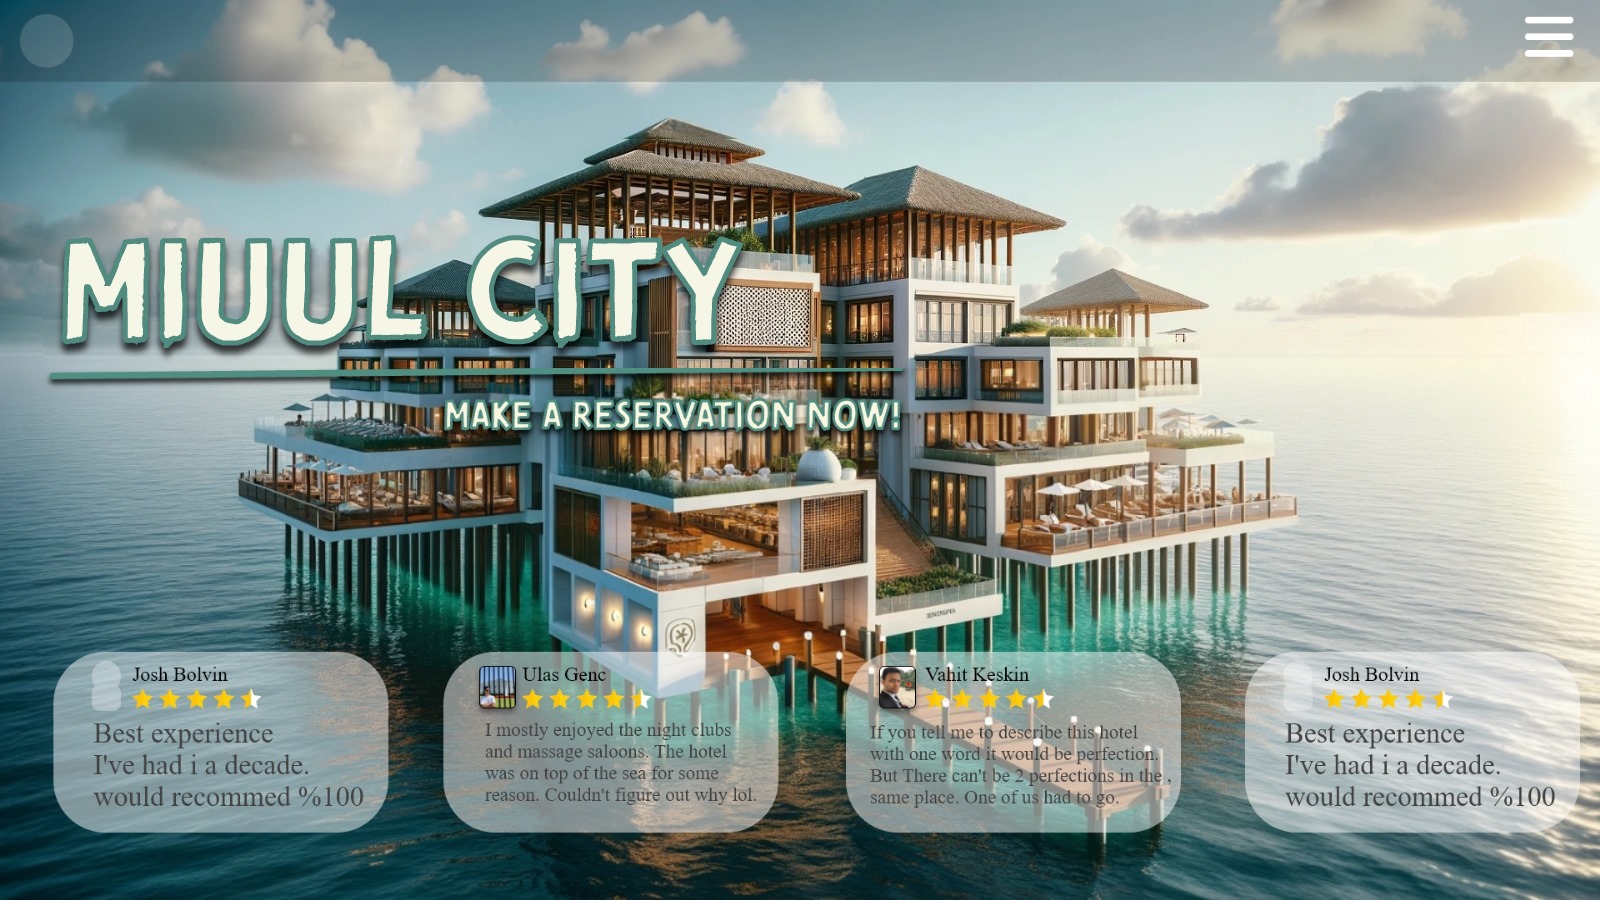 MIUUL CITY
MAKE A RESERVATION NOW!
Josh Bolvin
Best experience
I've had i a decade.
would recommed %100
Ulas Genc
I mostly enjoyed the night clubs
and massage saloons. The hotel
was on top of the sea for some
reason. Couldn't figure out why lol.
Vahit Keskin
If you tell me to describe this hotel
with one word it would be perfection.
But There can't be 2 perfections in the ,
same place. One of us had to go.
Josh Bolvin
Best experience
I've had i a decade.
would recommed %100